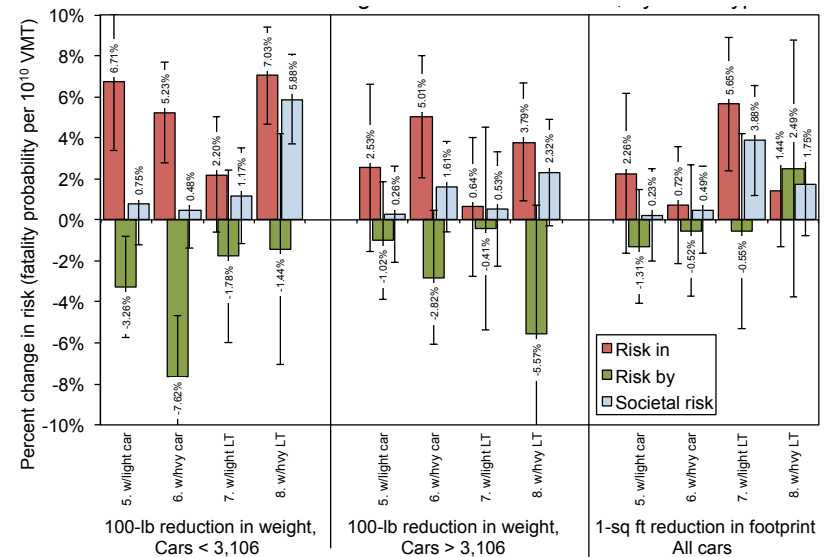 Percent change in risk (fatality probability per 10¹⁰ VMT)
10%
8%
6%
4%
2%
0%
-2%
-4%
-6%
-8%
-10%
6.71%
-3.26%
0.75%
5.23%
-7.62%
0.48%
2.20%
-1.78%
1.17%
7.03%
-1.44%
5.88%
2.53%
-1.02%
0.26%
5.01%
-2.82%
1.61%
0.64%
-0.41%
0.53%
3.79%
-5.57%
2.32%
2.26%
-1.31%
0.23%
0.72%
-0.52%
0.49%
5.65%
-0.55%
3.88%
1.44%
2.49%
1.75%
Risk in
Risk by
Societal risk
5. w/light car
6. w/hvy car
7. w/light LT
8. w/hvy LT
5. w/light car
6. w/hvy car
7. w/light LT
8. w/hvy LT
5. w/light car
6. w/hvy car
7. w/light LT
8. w/hvy LT
100-lb reduction in weight,
Cars < 3,106
100-lb reduction in weight,
Cars > 3,106
1-sq ft reduction in footprint
All cars